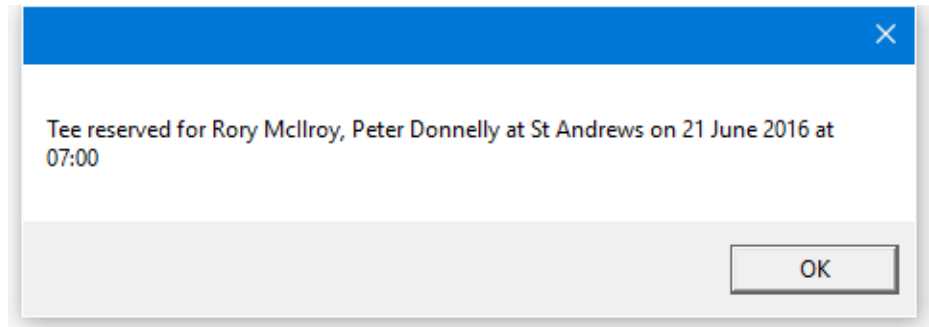 Tee reserved for Rory McIlroy, Peter Donnelly at St Andrews on 21 June 2016 at
07:00
OK